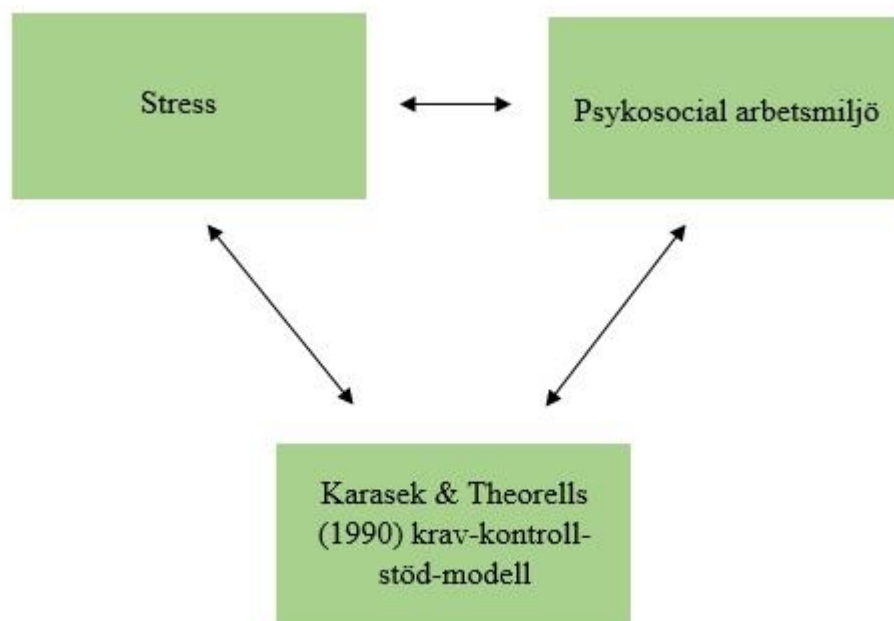 Stress
Psykosocial arbetsmiljö
Karasek & Theorells
(1990) krav-kontroll-
stöd-modell